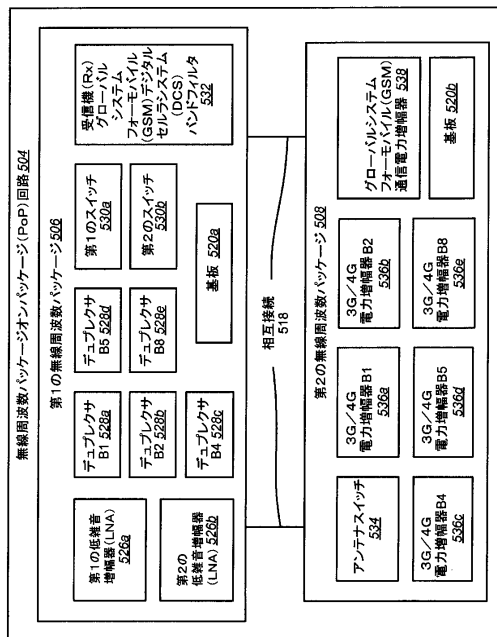 無線周波数パッケージオンパッケージ(PoP)回路 504
第1の無線周波数パッケージ 506
第1の低雑音
増幅器(LNA)
526a
第2の
低雑音増幅器
(LNA) 526b
デュプレクサ
B1 528a
デュプレクサ
B2 528b
デュプレクサ
B4 528c
デュプレクサ
B5 528d
デュプレクサ
B8 528e
第1のスイッチ
530a
第2のスイッチ
530b
基板 520a
受信機(Rx)
グローバル
システム
フォーモバイル
(GSM)デジタル
セルラシステム
(DCS)
バンドフィルタ
532
相互接続
518
第2の無線周波数パッケージ 508
アンテナスイッチ
534
3G/4G
電力増幅器B1
536a
3G/4G
電力増幅器B2
536b
3G/4G
電力増幅器B4
536c
3G/4G
電力増幅器B5
536d
3G/4G
電力増幅器B8
536e
グローバルシステム
フォーモバイル(GSM)
通信電力増幅器 538
基板 520b